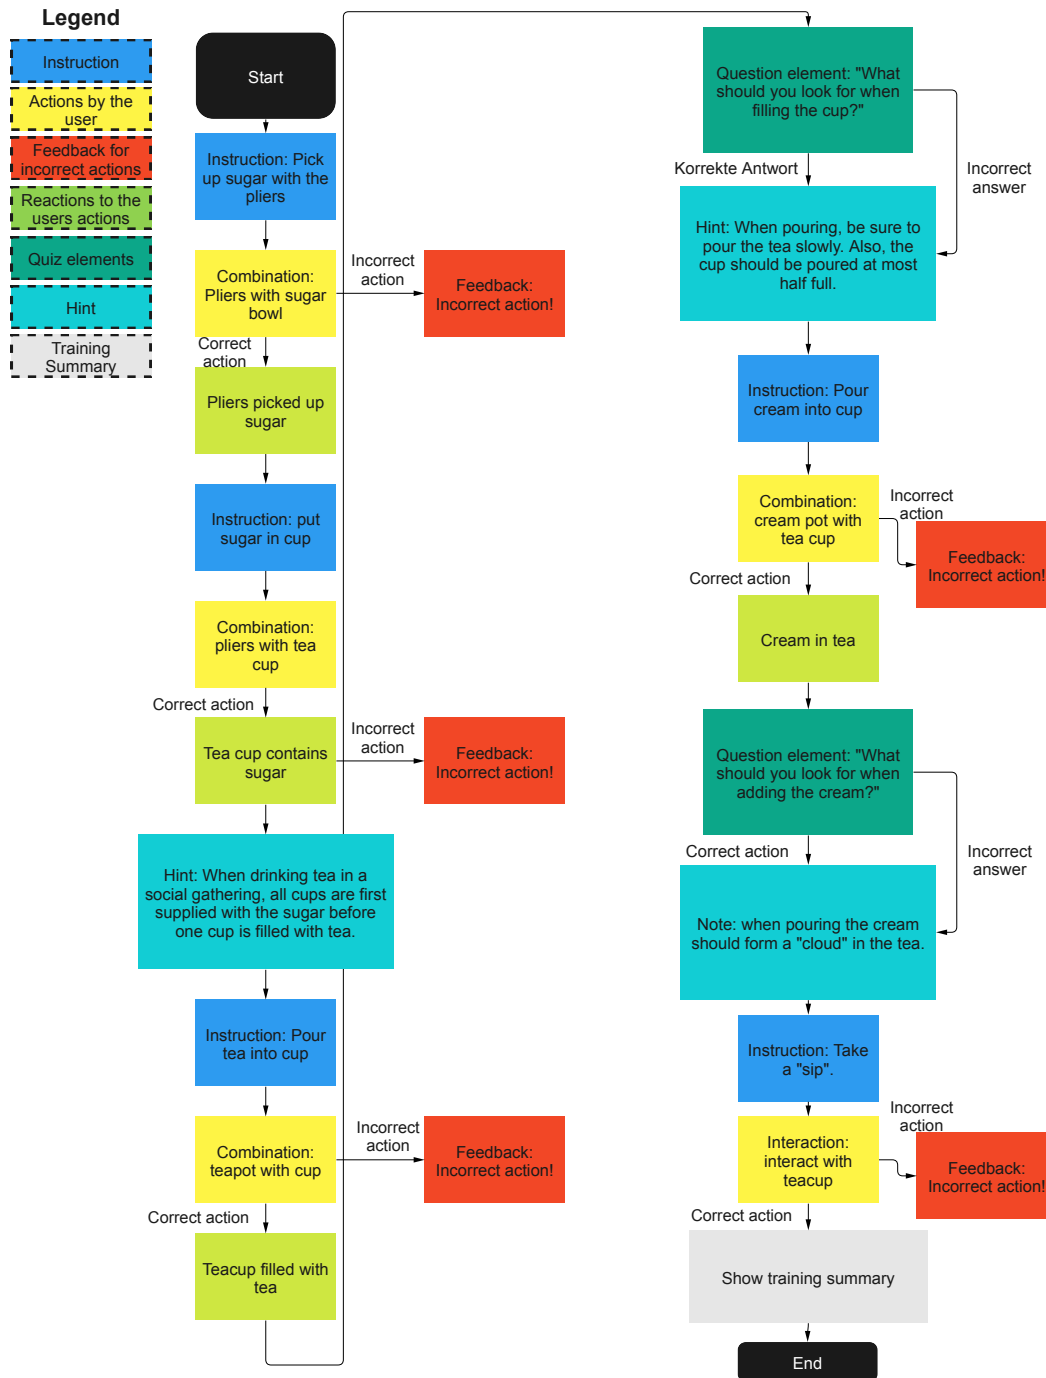 Legend
Instruction
Actions by the
user
Feedback for
incorrect actions
Reactions to the
users actions
Quiz elements
Hint
Training
Summary
Start
Instruction: Pick
up sugar with the
pliers
Combination:
Pliers with sugar
bowl
Incorrect
action
Feedback:
Incorrect action!
Correct
action
Pliers picked up
sugar
Instruction: put
sugar in cup
Combination:
pliers with tea
cup
Correct action
Tea cup contains
sugar
Incorrect
action
Feedback:
Incorrect action!
Hint: When drinking tea in a
social gathering, all cups are first
supplied with the sugar before
one cup is filled with tea.
Instruction: Pour
tea into cup
Combination:
teapot with cup
Incorrect
action
Feedback:
Incorrect action!
Correct action
Teacup filled with
tea
Question element: "What
should you look for when
filling the cup?"
Korrekte Antwort
Incorrect
answer
Hint: When pouring, be sure to
pour the tea slowly. Also, the
cup should be poured at most
half full.
Instruction: Pour
cream into cup
Combination:
cream pot with
tea cup
Incorrect
action
Feedback:
Incorrect action!
Correct action
Cream in tea
Question element: "What
should you look for when
adding the cream?"
Correct action
Incorrect
answer
Note: when pouring the cream
should form a "cloud" in the tea.
Instruction: Take
a "sip".
Interaction:
interact with
teacup
Incorrect
action
Feedback:
Incorrect action!
Correct action
Show training summary
End